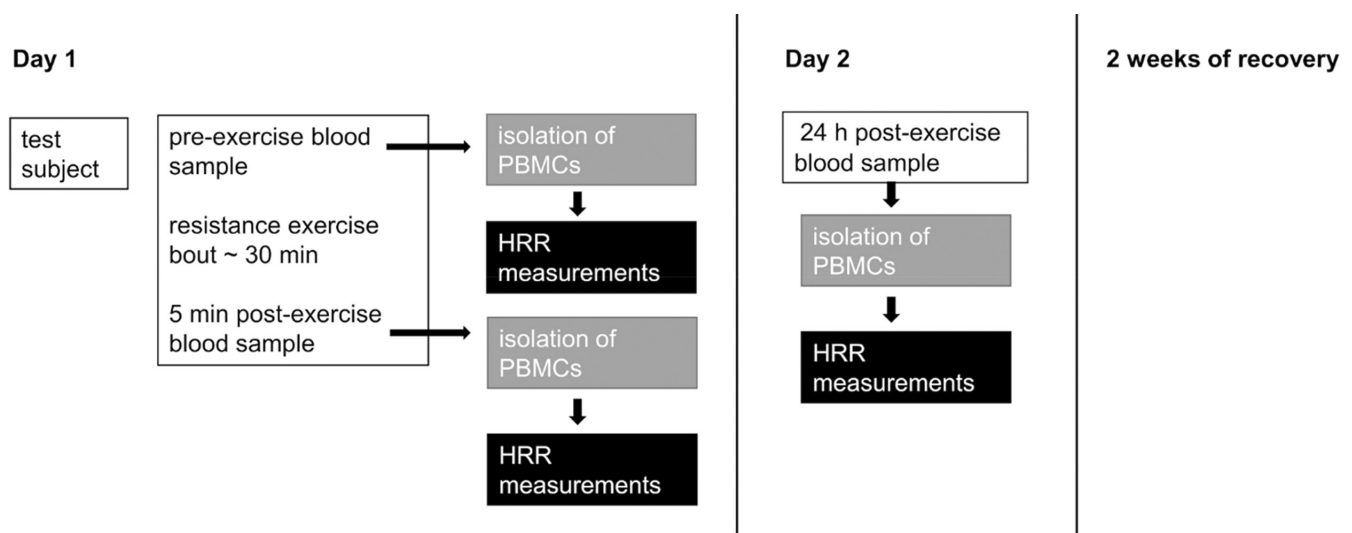 Day 1
test
subject
pre-exercise blood
sample
resistance exercise
bout ~ 30 min
5 min post-exercise
blood sample
isolation of
PBMCs
HRR
measurements
isolation of
PBMCs
HRR
measurements
Day 2
24 h post-exercise
blood sample
isolation of
PBMCs
HRR
measurements
2 weeks of recovery